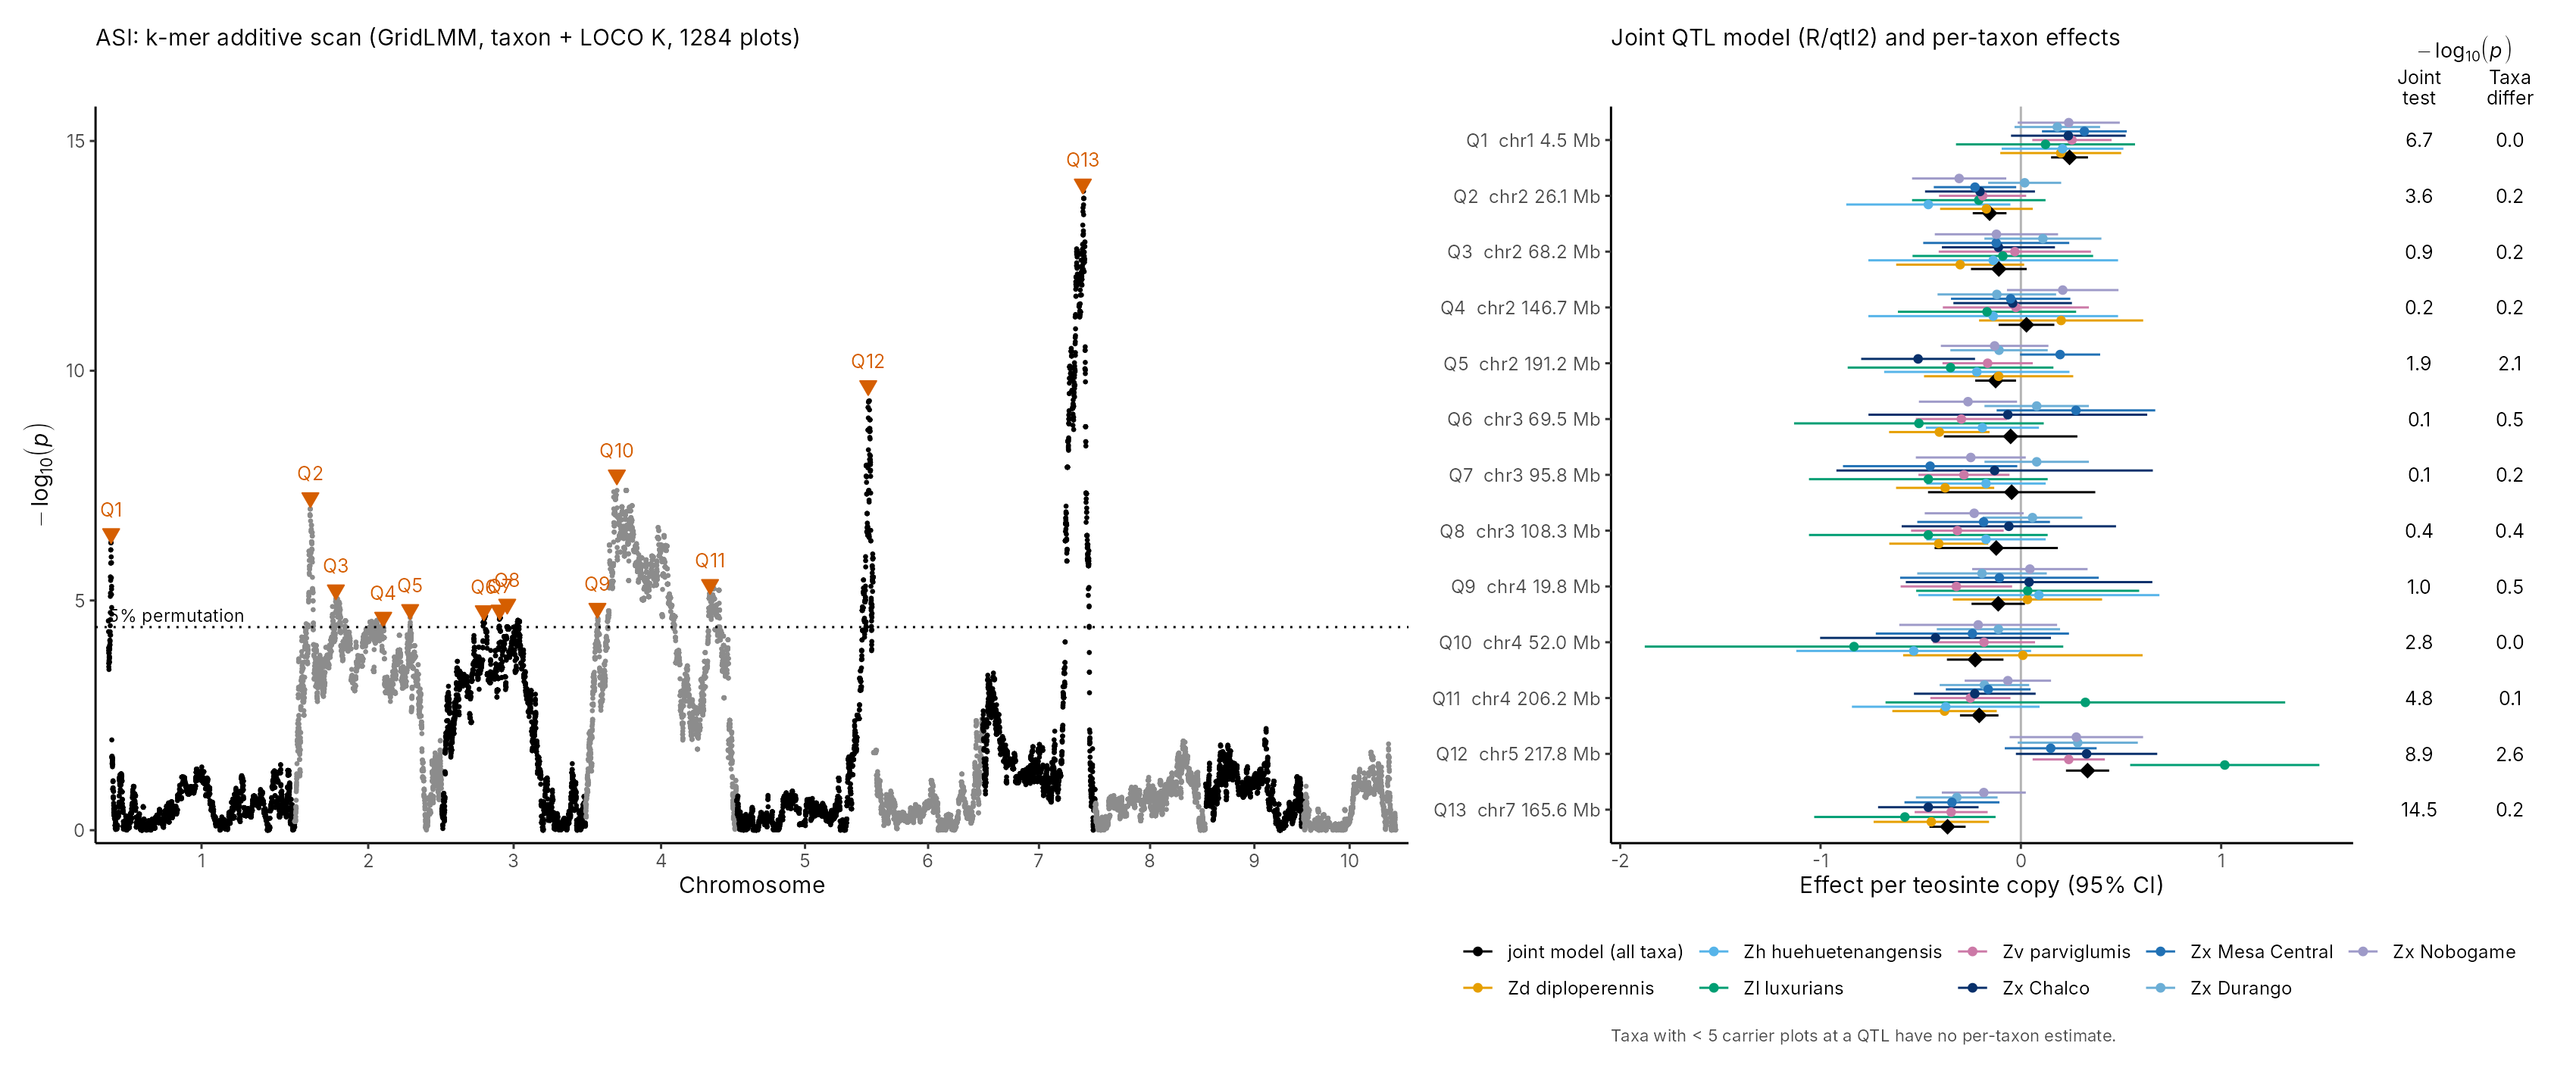 ASI: k-mer additive scan (GridLMM, taxon + LOCO K, 1284 plots)
− log10(p)
15
10
5
0
Q1
Q2
Q3
Q4
Q5
Q6
Q7
Q8
Q9
Q10
Q11
Q12
Q13
5% permutation
1 2 3 4 5 6 7 8 9 10
Chromosome
Joint QTL model (R/qtl2) and per-taxon effects
− log10(p)
Joint test
Taxa differ
Q1 chr1 4.5 Mb 6.7 0.0
Q2 chr2 26.1 Mb 3.6 0.2
Q3 chr2 68.2 Mb 0.9 0.2
Q4 chr2 146.7 Mb 0.2 0.2
Q5 chr2 191.2 Mb 1.9 2.1
Q6 chr3 69.5 Mb 0.1 0.5
Q7 chr3 95.8 Mb 0.1 0.2
Q8 chr3 108.3 Mb 0.4 0.4
Q9 chr4 19.8 Mb 1.0 0.5
Q10 chr4 52.0 Mb 2.8 0.0
Q11 chr4 206.2 Mb 4.8 0.1
Q12 chr5 217.8 Mb 8.9 2.6
Q13 chr7 165.6 Mb 14.5 0.2
-2 -1 0 1
Effect per teosinte copy (95% CI)
joint model (all taxa) Zh huehuetenangensis Zv parviglumis Zx Mesa Central Zx Nobogame
Zd diploperennis Zl luxurians Zx Chalco Zx Durango
Taxa with < 5 carrier plots at a QTL have no per-taxon estimate.